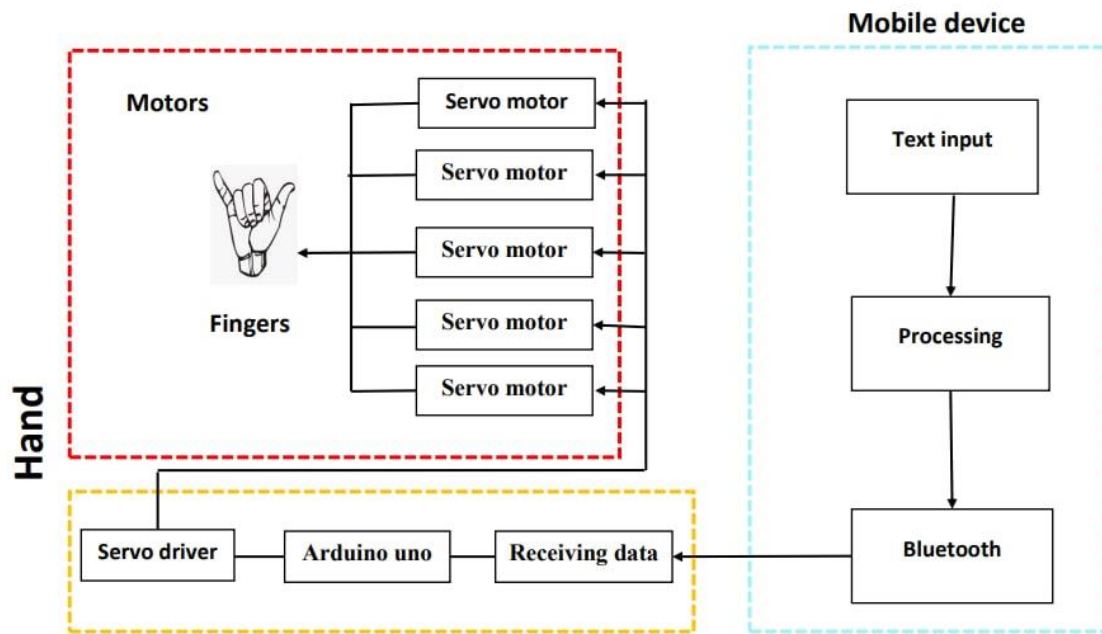 Mobile device
Motors
Servo motor
Servo motor
Servo motor
Servo motor
Servo motor
Fingers
Hand
Servo driver
Arduino uno
Receiving data
Text input
Processing
Bluetooth